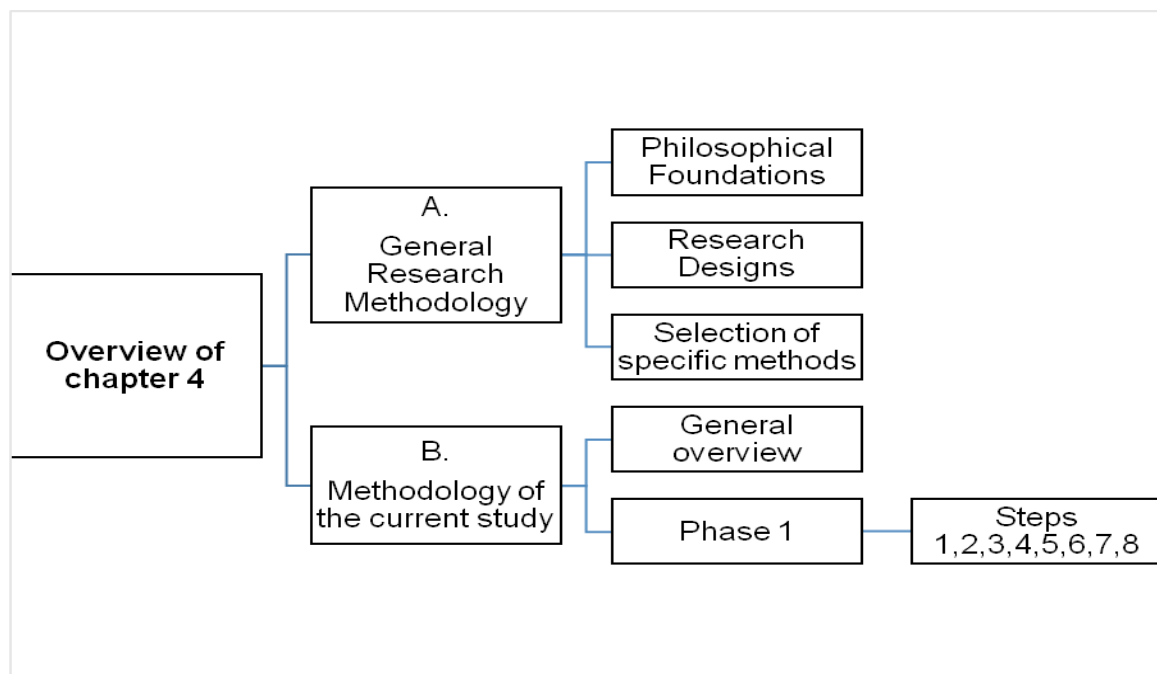 Overview of
chapter 4
A.
General
Research
Methodology
Philosophical
Foundations
Research
Designs
Selection of
specific methods
B.
Methodology of
the current study
General
overview
Phase 1
Steps
1,2,3,4,5,6,7,8